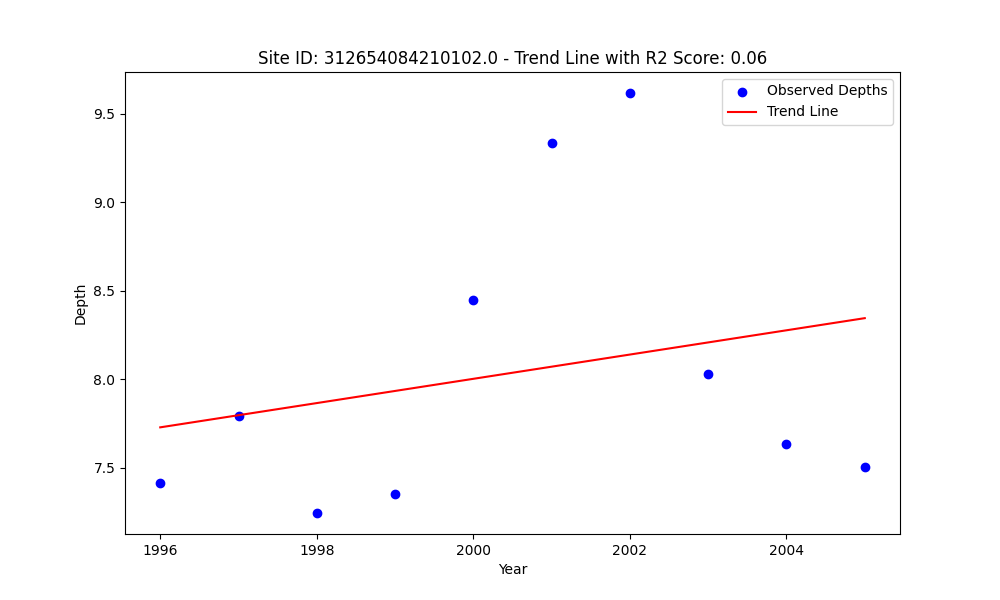 Site ID: 312654084210102.0 - Trend Line with R2 Score: 0.06
Observed Depths
Trend Line
9.5
9.0
8.5
8.0
7.5
Depth
1996
1998
2000
2002
2004
Year